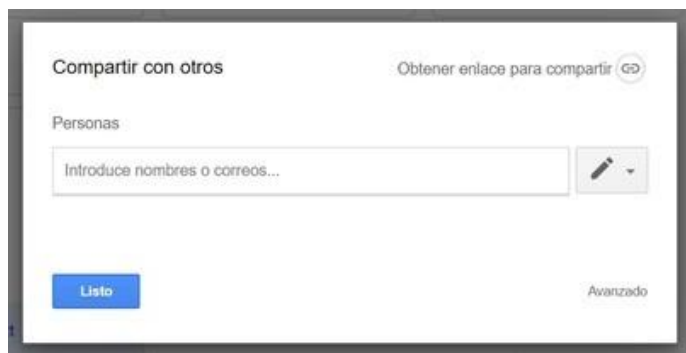 Compartir con otros
Obtener enlace para compartir
Personas
Introduce nombres o correos...
Listo
Avanzado